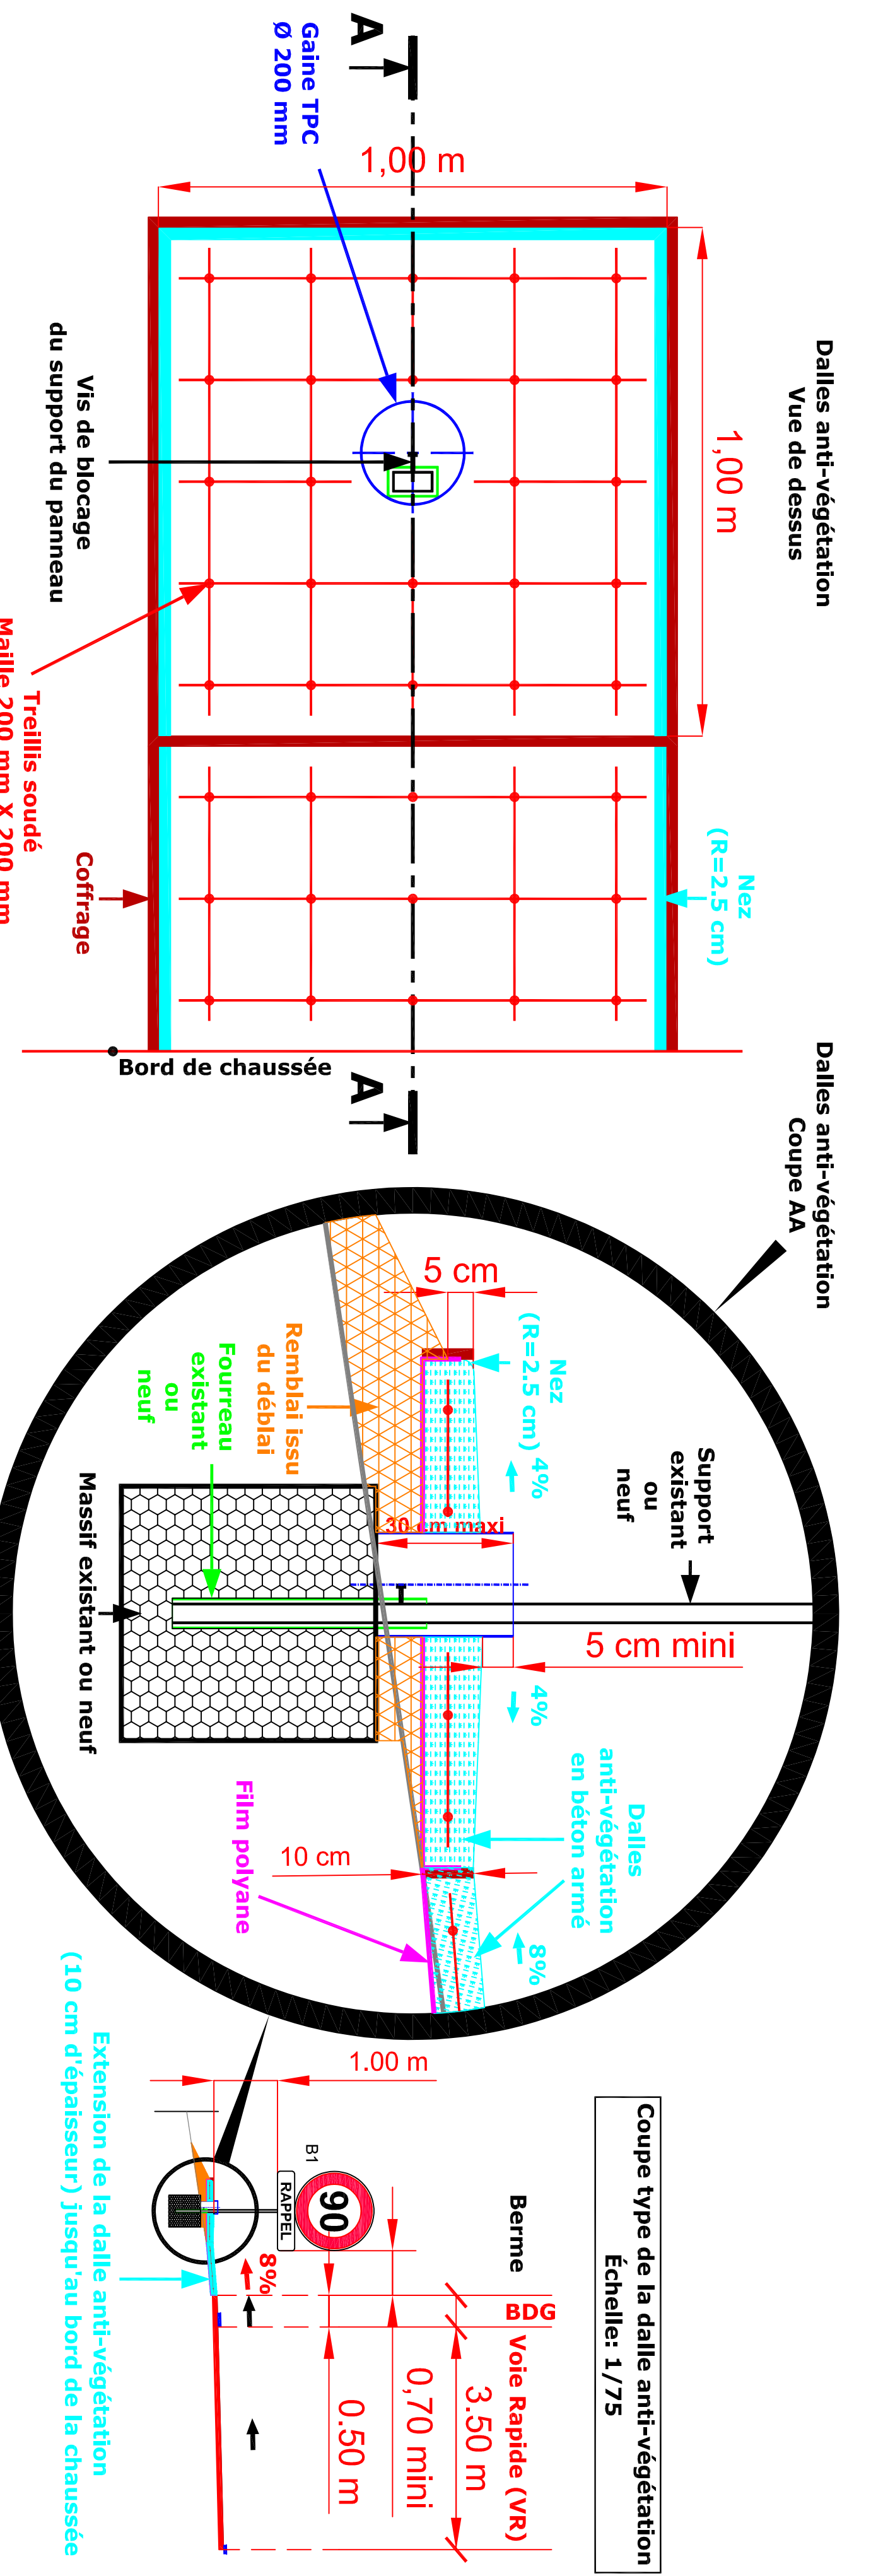 Dalles anti-végétation
Vue de dessus
A
1,00 m
Gaine TPC
Ø 200 mm
1,00 m
Nez
(R=2.5 cm)
Vis de blocage
du support du panneau
Treillis soudé
Maille 200 mm X 200 mm
Coffrage
Bord de chaussée
A
Dalles anti-végétation
Coupe AA
5 cm
Nez
(R=2.5 cm)
4%
Support
existant
ou
neuf
30 cm maxi
5 cm mini
4%
Dalles
anti-végétation
en béton armé
8%
Remblai issu
du déblai
Fourreau
existant
ou
neuf
Massif existant ou neuf
Film polyane
10 cm
Coupe type de la dalle anti-végétation
Échelle: 1/75
1.00 m
B1
90
RAPPEL
Berme
BDG
Voie Rapide (VR)
3.50 m
0,70 mini
0.50 m
8%
Extension de la dalle anti-végétation
(10 cm d'épaisseur) jusqu'au bord de la chaussée